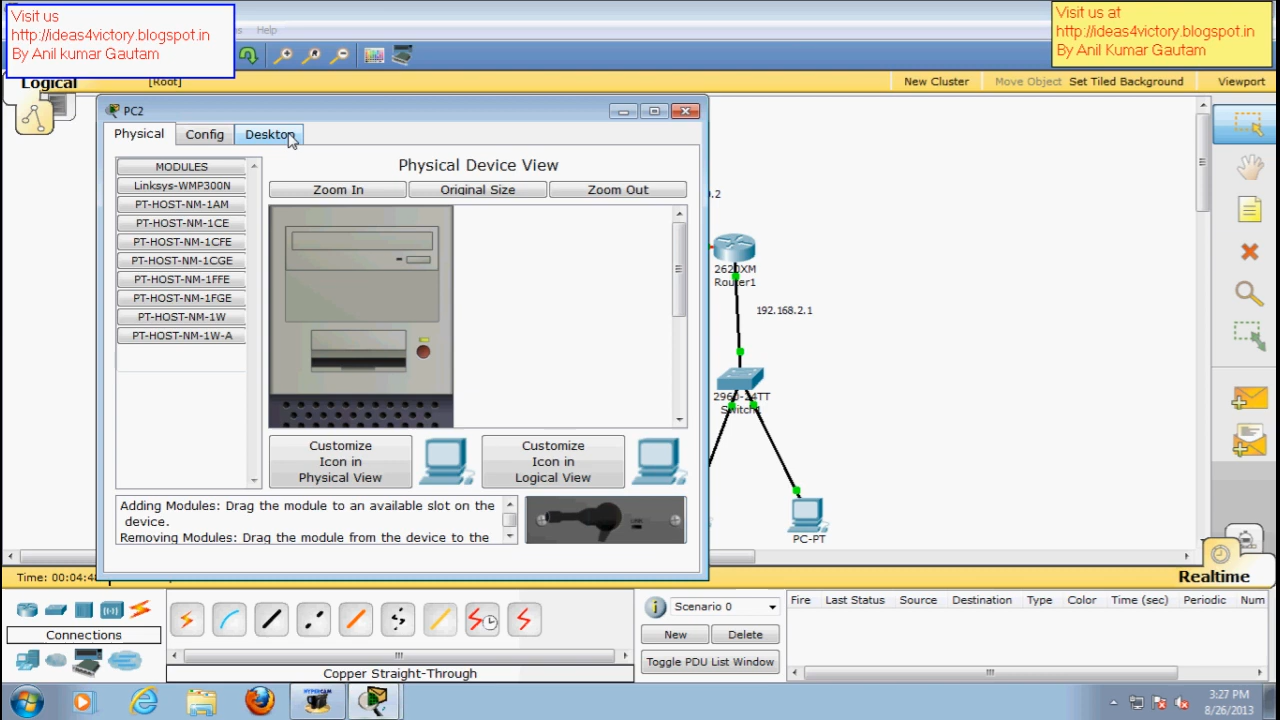 Visit us
http://ideas4victory.blogspot.in
By Anil kumar Gautam
Help
Visit us at
http://ideas4victory.blogspot.in
By Anil Kumar Gautam
Logical
[Root]
New Cluster
Move Object
Set Tiled Background
Viewport
PC2
Physical
Config
Desktop
MODULES
Linksys-WMP300N
PT-HOST-NM-1AM
PT-HOST-NM-1CE
PT-HOST-NM-1CFE
PT-HOST-NM-1CGE
PT-HOST-NM-1FFE
PT-HOST-NM-1FGE
PT-HOST-NM-1W
PT-HOST-NM-1W-A
Physical Device View
Zoom In
Original Size
Zoom Out
Customize
Icon in
Physical View
Customize
Icon in
Logical View
Adding Modules: Drag the module to an available slot on the
device.
Removing Modules: Drag the module from the device to the
0.2
2620XM
Router1
192.168.2.1
2960-24TT
Switch1
PC-PT
Time: 00:04:4
Realtime
Connections
Copper Straight-Through
Scenario 0
New
Delete
Toggle PDU List Window
Fire
Last Status
Source
Destination
Type
Color
Time (sec)
Periodic
Num
HYPERCAM
3:27 PM
8/26/2013